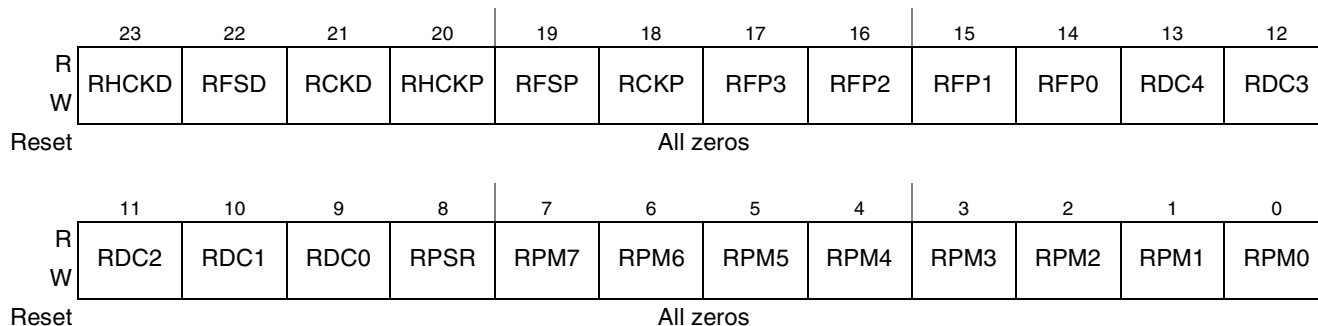 23 22 21 20 19 18 17 16 15 14 13 12
R
RHCKD RFSD RCKD RHCKP RFSP RCKP RFP3 RFP2 RFP1 RFP0 RDC4 RDC3
W
Reset All zeros
11 10 9 8 7 6 5 4 3 2 1 0
R
RDC2 RDC1 RDC0 RPSR RPM7 RPM6 RPM5 RPM4 RPM3 RPM2 RPM1 RPM0
W
Reset All zeros